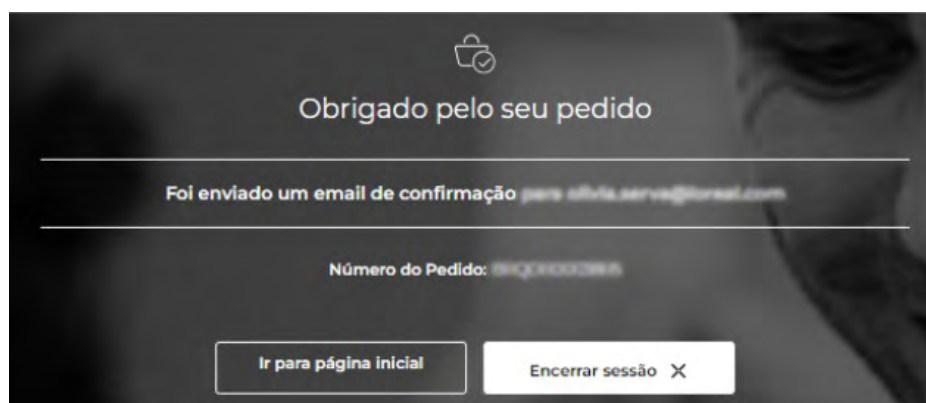 Obrigado pelo seu pedido
Foi enviado um email de confirmação
Número do Pedido:
Ir para página inicial
Encerrar sessão